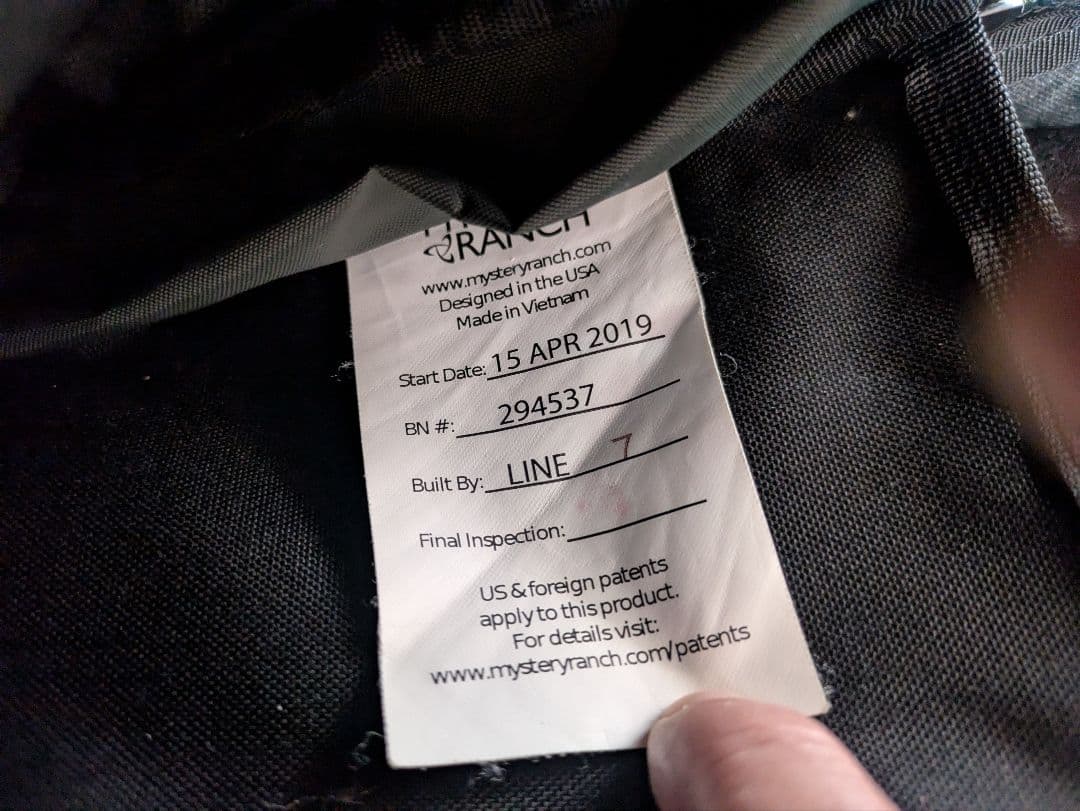 RANCH
www.mysteryranch.com
Designed in the USA
Made in Vietnam
Start Date: 15 APR 2019
BN #: 294537
Built By: LINE 7
Final Inspection:
US & foreign patents
apply to this product.
For details visit:
www.mysteryranch.com/patents